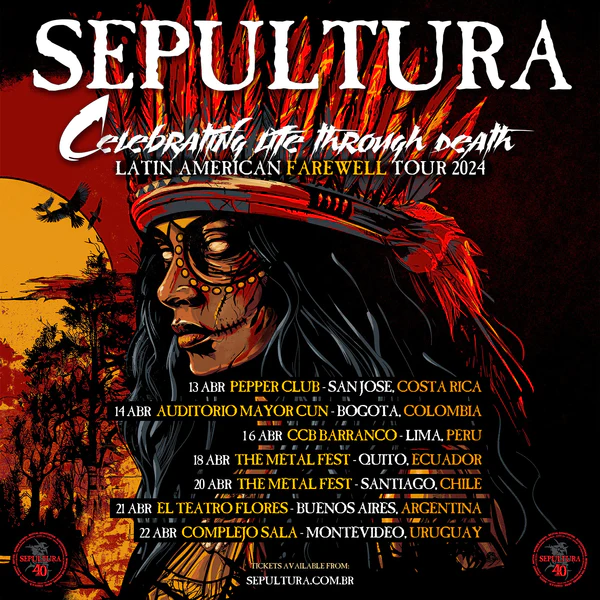 SEPULTURA
Celebrating life through death
LATIN AMERICAN FAREWELL TOUR 2024
13 ABR PEPPER CLUB - SAN JOSE, COSTA RICA
14 ABR AUDITORIO MAYOR CUN - BOGOTA, COLOMBIA
16 ABR CCB BARRANCO - LIMA, PERU
18 ABR THE METAL FEST - QUITO, ECUADOR
20 ABR THE METAL FEST - SANTIAGO, CHILE
21 ABR EL TEATRO FLORES - BUENOS AIRES, ARGENTINA
22 ABR COMPLEJO SALA - MONTEVIDEO, URUGUAY
TICKETS AVAILABLE FROM:
SEPULTURA.COM.BR
SEPULTURA
40
SEPULTURA
40